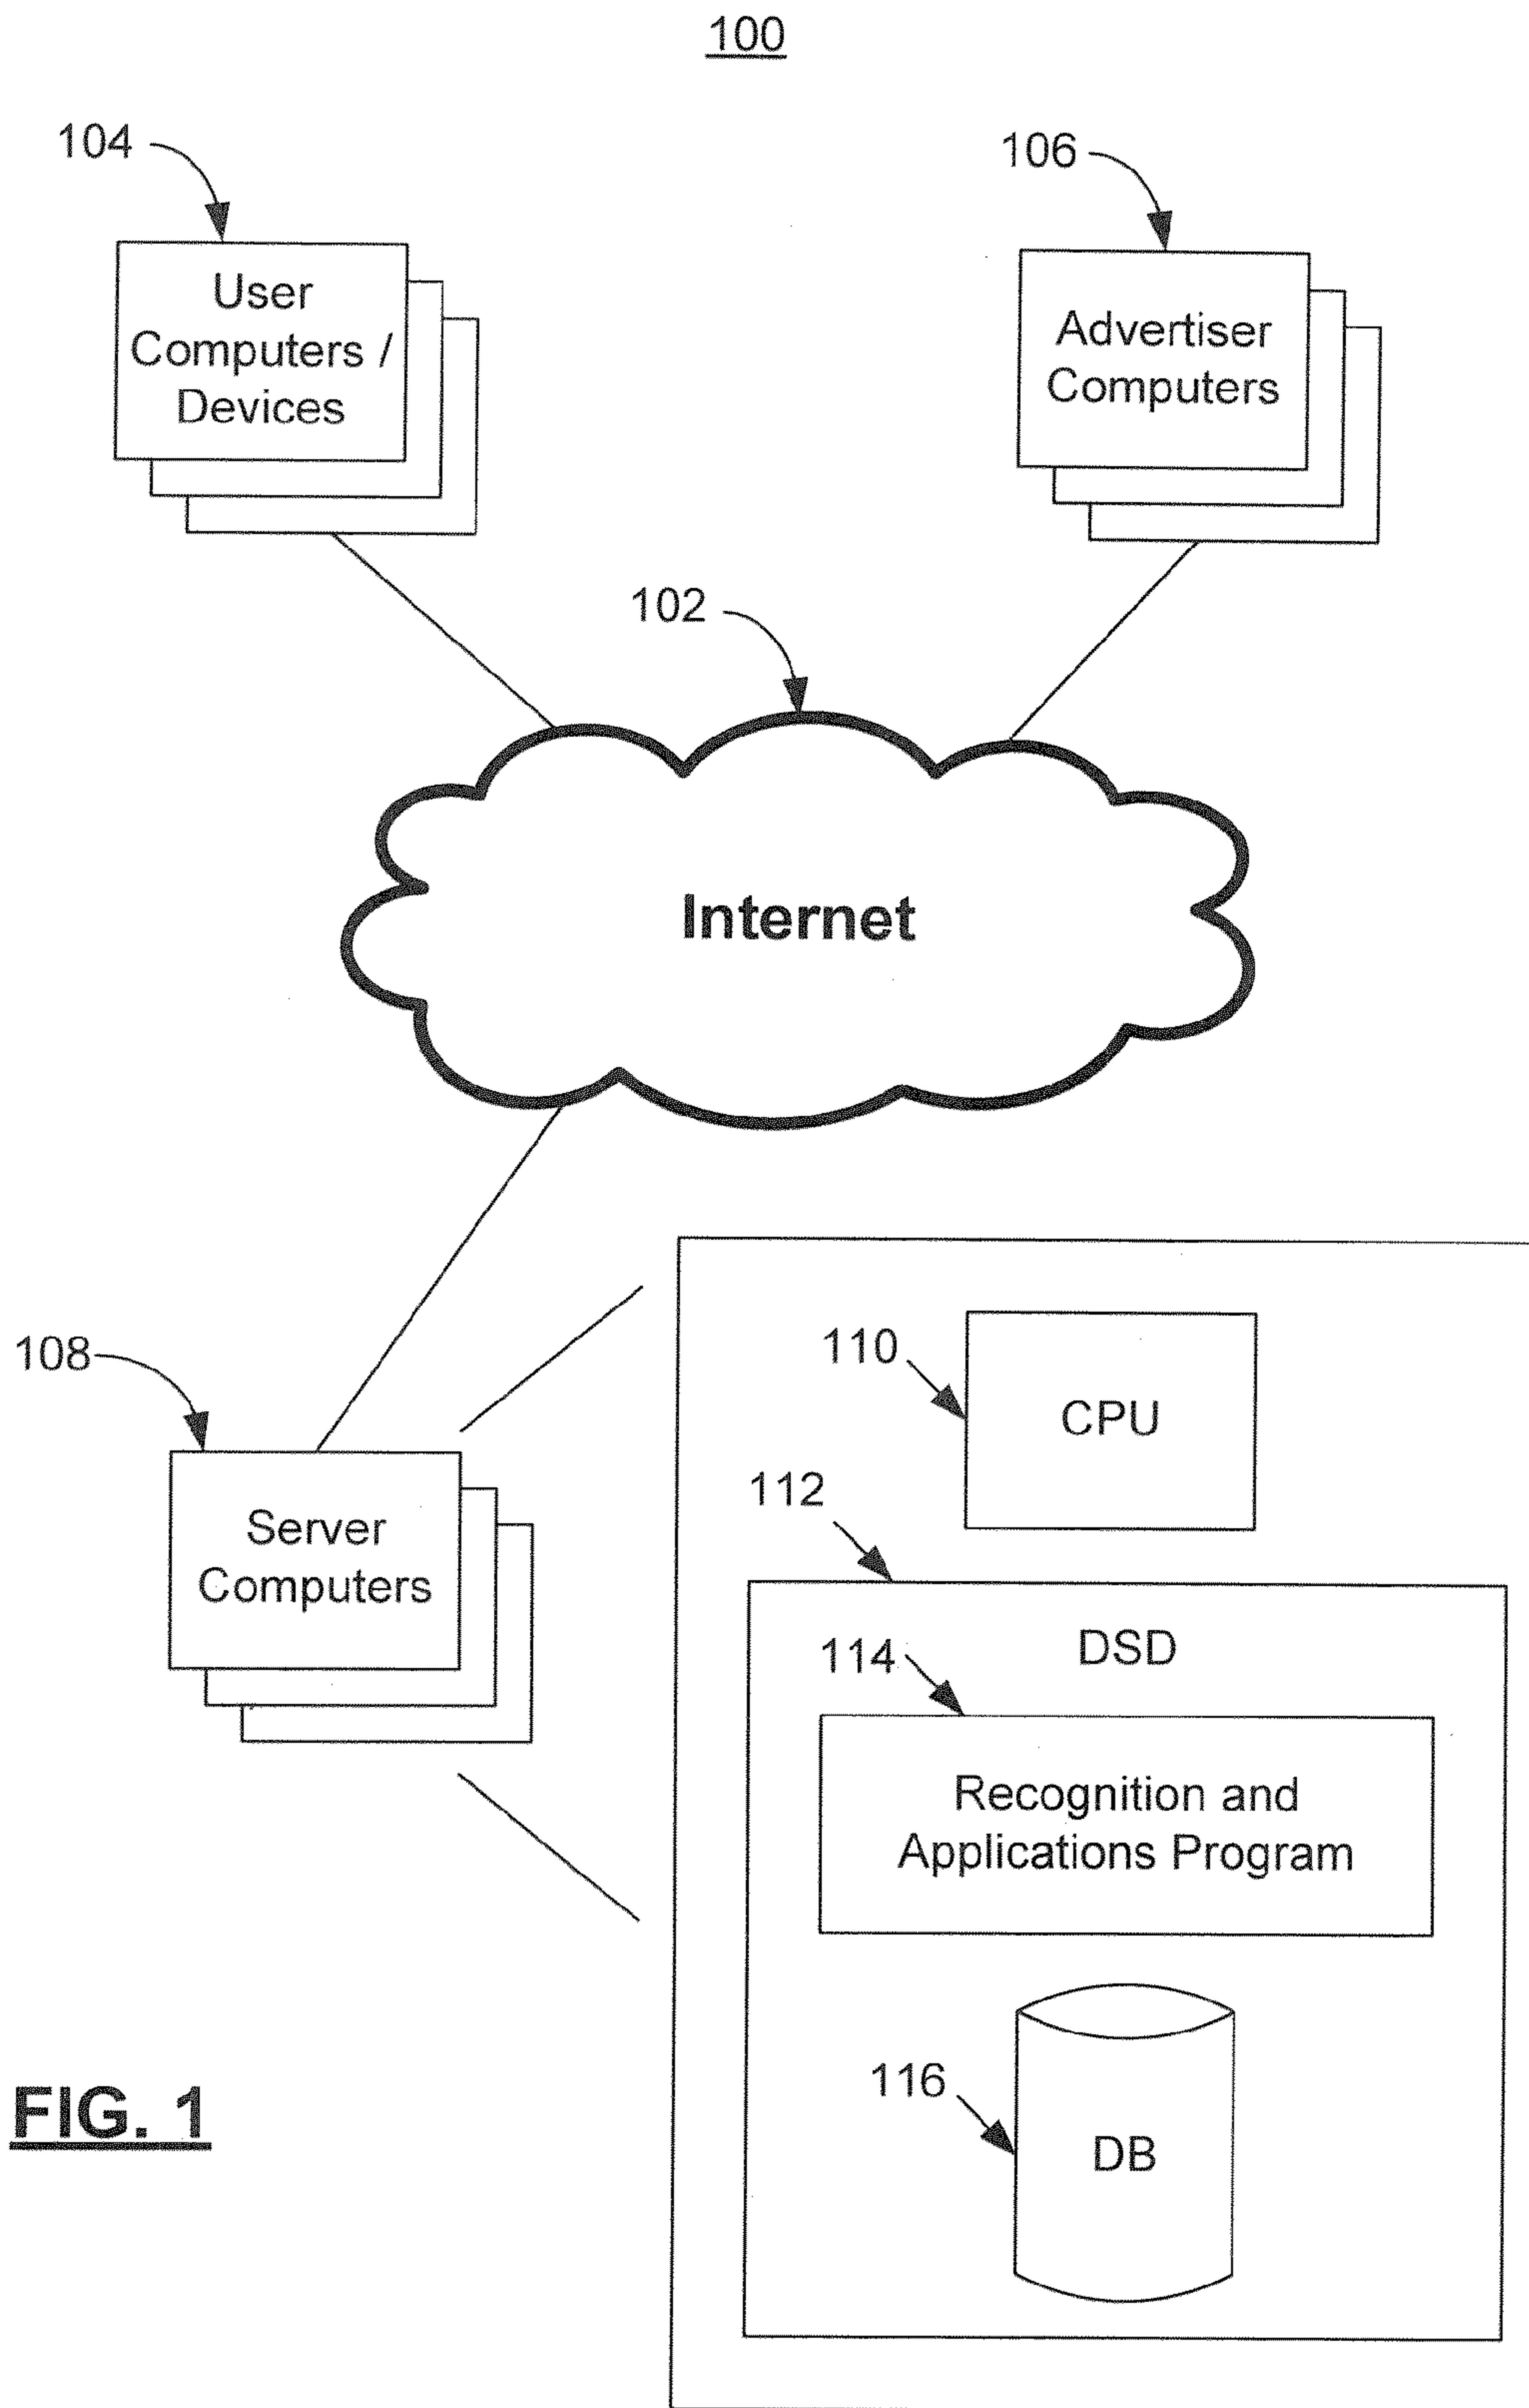 100
104
106
User
Computers /
Devices
Advertiser
Computers
102
Internet
108
Server
Computers
110
CPU
112
DSD
114
Recognition and
Applications Program
116
DB
FIG. 1